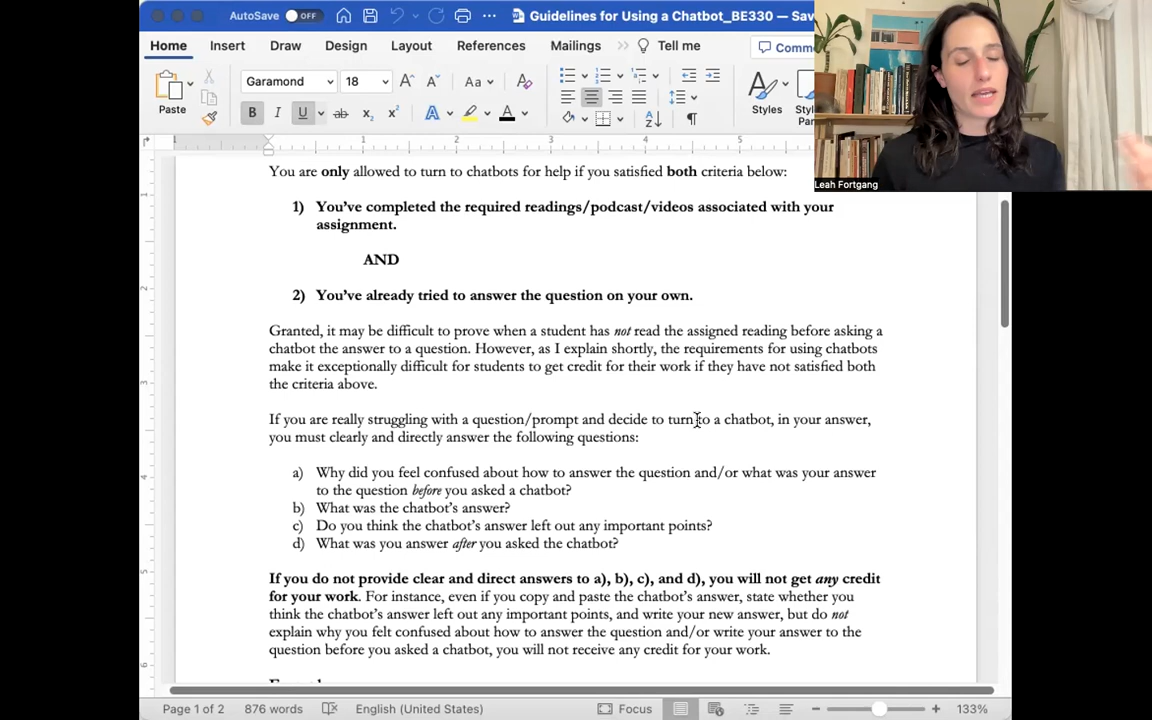 AutoSave OFF
Guidelines for Using a Chatbot_BE330 — Sav
Home Insert Draw Design Layout References Mailings Tell me Comme
Paste Garamond 18 Aa Styles
B I U ab x₂ x² A A ¶
1 1 2 3 4 5
You are only allowed to turn to chatbots for help if you satisfied both criteria below:
1) You’ve completed the required readings/podcast/videos associated with your
assignment.
AND
2) You’ve already tried to answer the question on your own.
Granted, it may be difficult to prove when a student has not read the assigned reading before asking a
chatbot the answer to a question. However, as I explain shortly, the requirements for using chatbots
make it exceptionally difficult for students to get credit for their work if they have not satisfied both
the criteria above.
If you are really struggling with a question/prompt and decide to turn to a chatbot, in your answer,
you must clearly and directly answer the following questions:
a) Why did you feel confused about how to answer the question and/or what was your answer
to the question before you asked a chatbot?
b) What was the chatbot’s answer?
c) Do you think the chatbot’s answer left out any important points?
d) What was you answer after you asked the chatbot?
If you do not provide clear and direct answers to a), b), c), and d), you will not get any credit
for your work. For instance, even if you copy and paste the chatbot’s answer, state whether you
think the chatbot’s answer left out any important points, and write your new answer, but do not
explain why you felt confused about how to answer the question and/or write your answer to the
question before you asked a chatbot, you will not receive any credit for your work.
Page 1 of 2 876 words English (United States) Focus 133%
Leah Fortgang